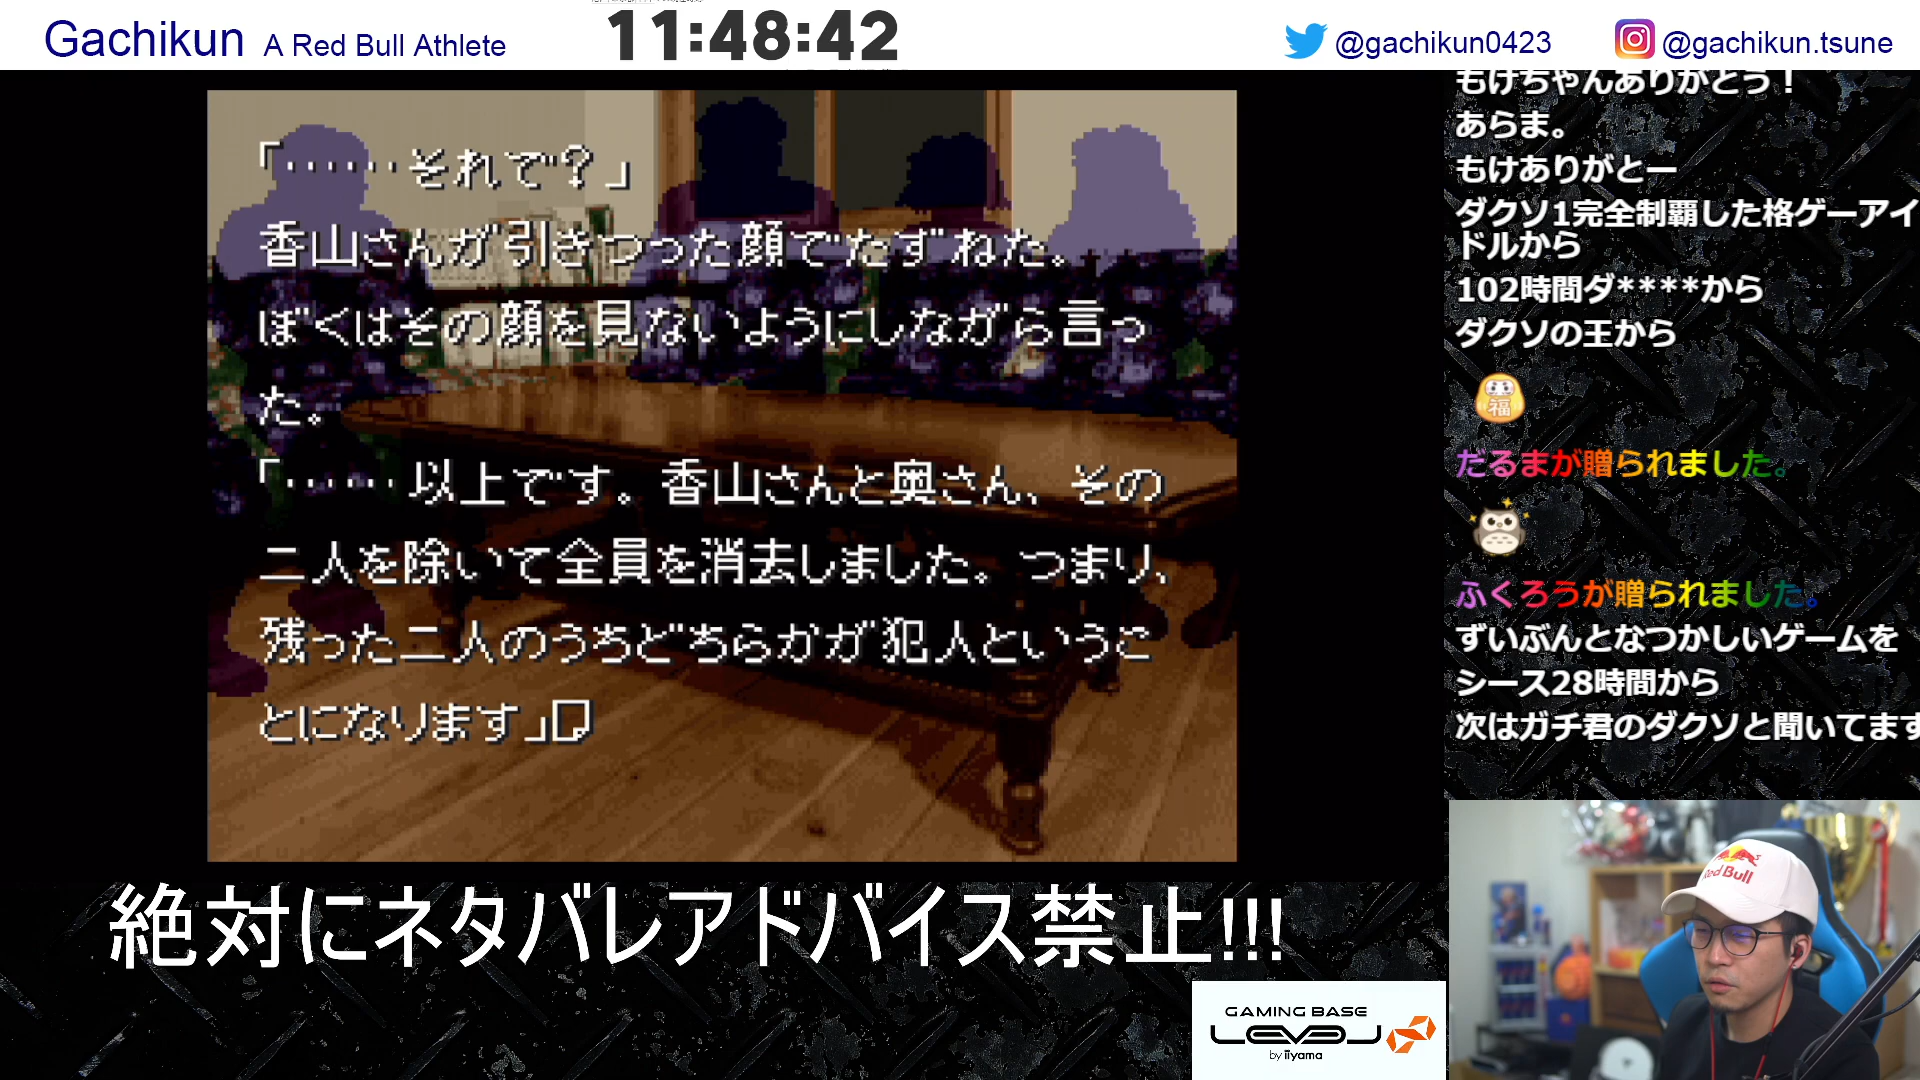 Gachikun A Red Bull Athlete
11:48:42
@gachikun0423
@gachikun.tsune
「……それで？」
香山さんが引きつった顔でたずねた。
ぼくはその顔を見ないようにしながら言っ
た。
「……以上です。香山さんと奥さん、その
二人を除いて全員を消去しました。つまり、
残った二人のうちどちらかが犯人というこ
とになります」
もけちゃんありがとう！
あらま。
もけありがとー
ダクソ1完全制覇した格ゲーアイ
ドルから
102時間ダ****から
ダクソの王から
福
だるまが贈られました。
ふくろうが贈られました。
ずいぶんとなつかしいゲームを
シース28時間から
次はガチ君のダクソと聞いてます
絶対にネタバレアドバイス禁止!!!
GAMING BASE
LEVEL
by iiyama
Red Bull